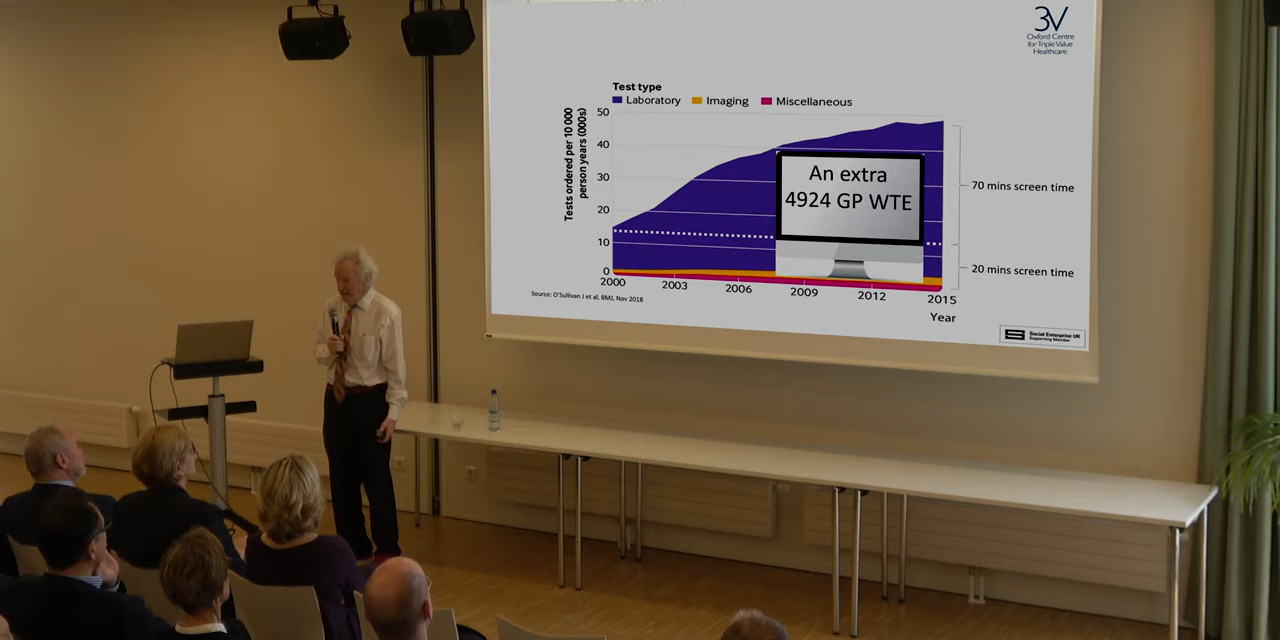 3V
Oxford Centre
for Triple Value
Healthcare
Test type
Laboratory Imaging Miscellaneous
Tests ordered per 10 000
person years (000s)
50
40
30
20
10
0
An extra
4924 GP WTE
70 mins screen time
20 mins screen time
2000 2003 2006 2009 2012 2015
Year
Source: O'Sullivan J et al, BMJ, Nov 2018
Social Enterprise UK
Supporting Member